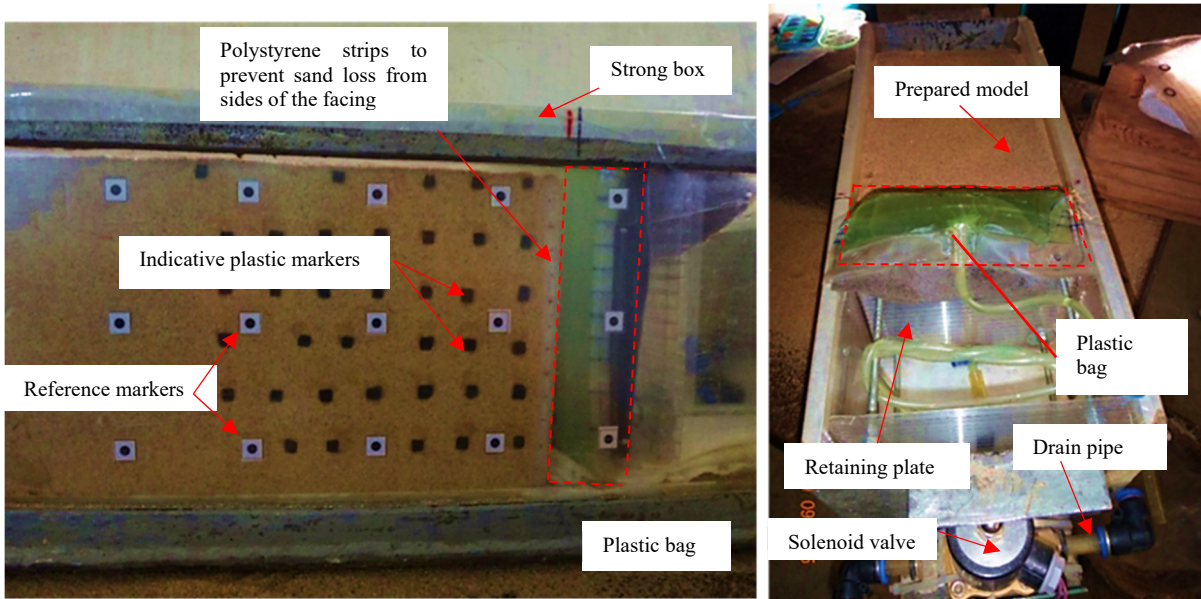 Polystyrene strips to
prevent sand loss from
sides of the facing
Strong box
Indicative plastic markers
Reference markers
Plastic bag
Prepared model
Plastic
bag
Retaining plate
Drain pipe
Solenoid valve